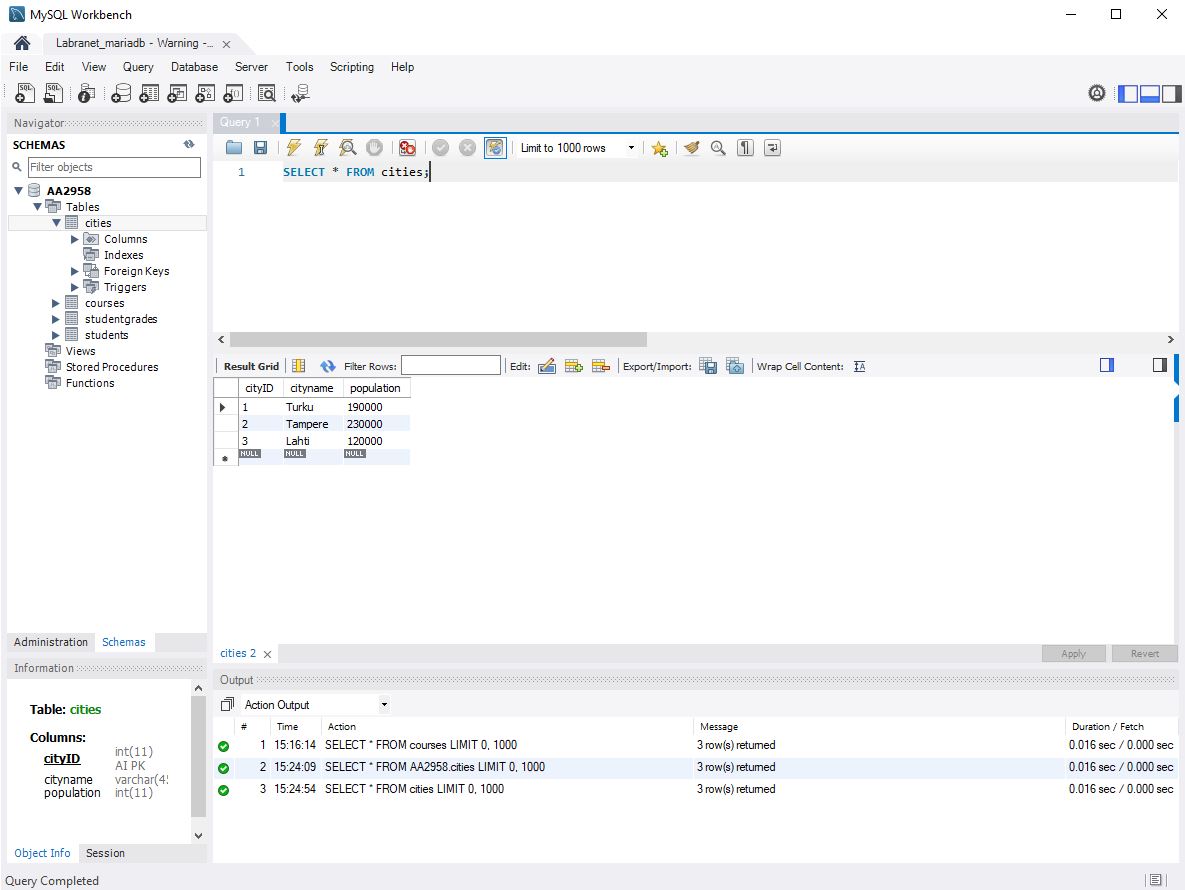 MySQL Workbench
Labranet_mariadb - Warning -...
File Edit View Query Database Server Tools Scripting Help
Navigator
SCHEMAS
Filter objects
AA2958
Tables
cities
Columns
Indexes
Foreign Keys
Triggers
courses
studentgrades
students
Views
Stored Procedures
Functions
Administration Schemas
Information
Table: cities
Columns:
cityID int(11)
AI PK
cityname varchar(45
population int(11)
Object Info Session
Query 1
Limit to 1000 rows
1 SELECT * FROM cities;
Result Grid Filter Rows: Edit: Export/Import: Wrap Cell Content:
cityID cityname population
1 Turku 190000
2 Tampere 230000
3 Lahti 120000
NULL NULL NULL
cities 2 Apply Revert
Output
Action Output
# Time Action Message Duration / Fetch
1 15:16:14 SELECT * FROM courses LIMIT 0, 1000 3 row(s) returned 0.016 sec / 0.000 sec
2 15:24:09 SELECT * FROM AA2958.cities LIMIT 0, 1000 3 row(s) returned 0.016 sec / 0.000 sec
3 15:24:54 SELECT * FROM cities LIMIT 0, 1000 3 row(s) returned 0.016 sec / 0.000 sec
Query Completed